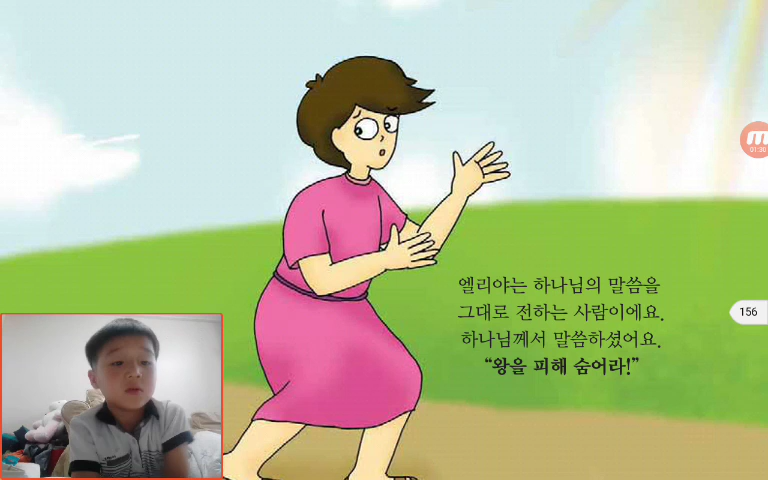 엘리야는 하나님의 말씀을
그대로 전하는 사람이에요.
하나님께서 말씀하셨어요.
“왕을 피해 숨어라!”
m
01:30
156